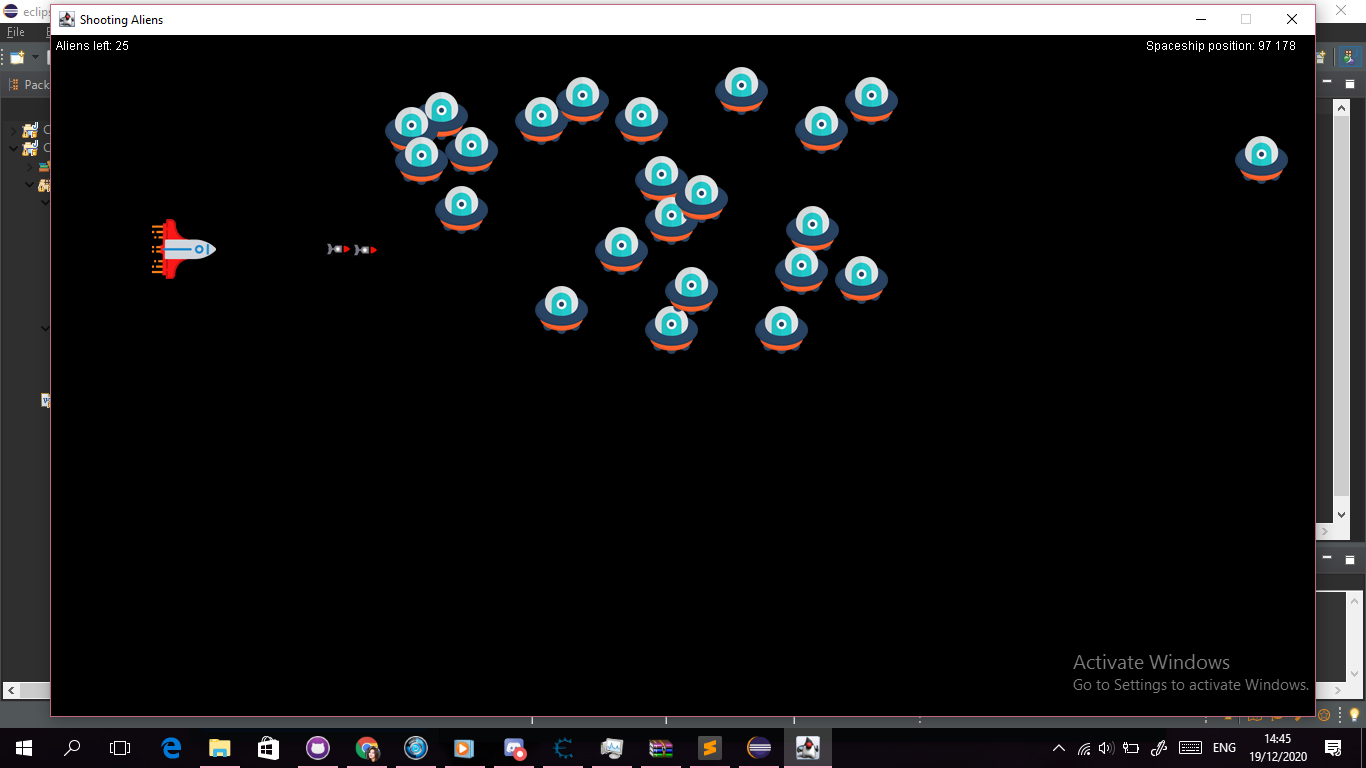 eclips
Shooting Aliens
File
Aliens left: 25
Spaceship position: 97 178
Pack
Activate Windows
Go to Settings to activate Windows.
ENG
14:45
19/12/2020